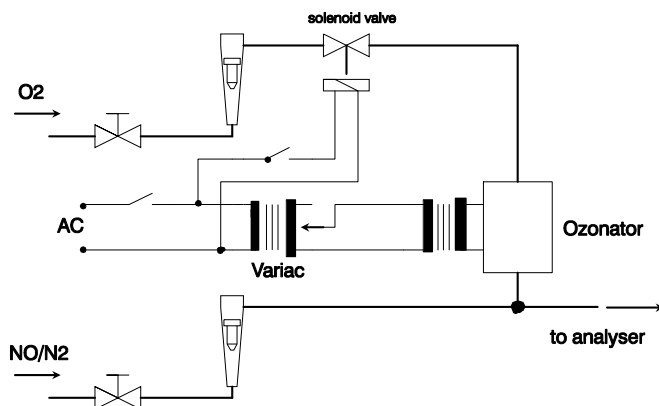 solenoid valve
O2
AC
Variac
Ozonator
to analyser
NO/N2